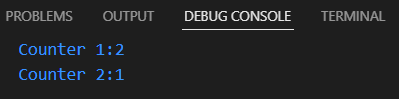 PROBLEMS OUTPUT DEBUG CONSOLE TERMINAL
Counter 1:2
Counter 2:1